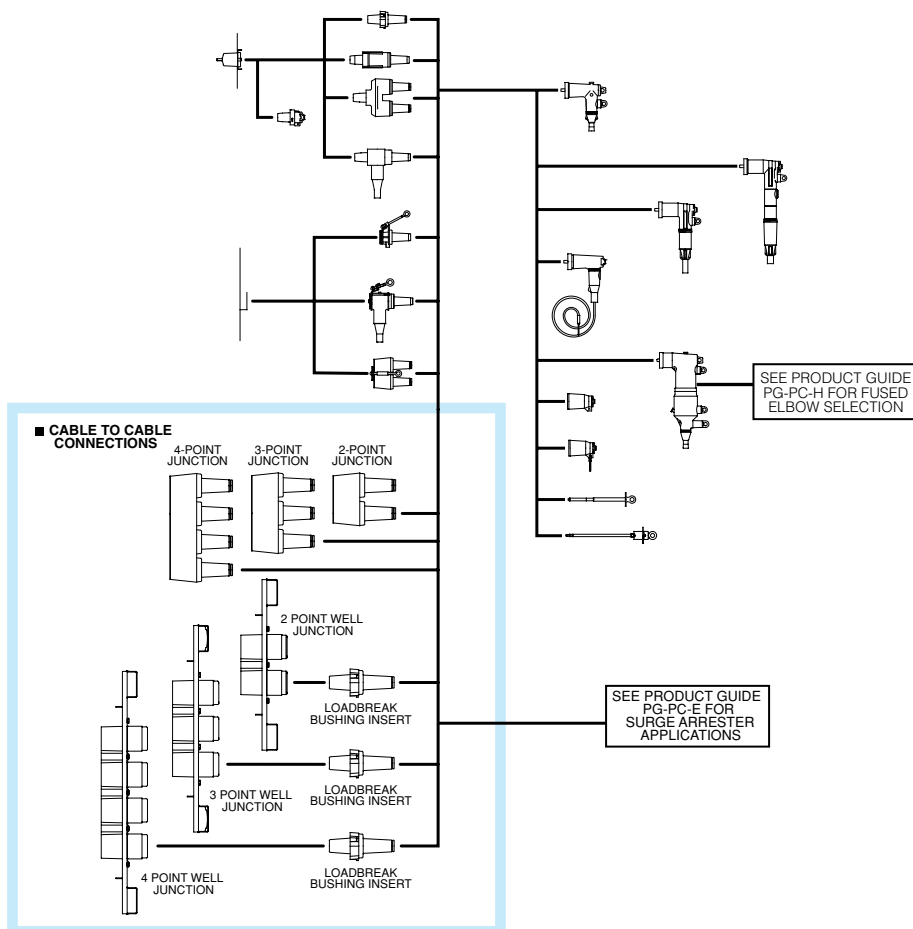 SEE PRODUCT GUIDE
PG-PC-H FOR FUSED
ELBOW SELECTION
■ CABLE TO CABLE
CONNECTIONS
4-POINT
JUNCTION
3-POINT
JUNCTION
2-POINT
JUNCTION
2 POINT WELL
JUNCTION
LOADBREAK
BUSHING INSERT
SEE PRODUCT GUIDE
PG-PC-E FOR
SURGE ARRESTER
APPLICATIONS
3 POINT WELL
JUNCTION
LOADBREAK
BUSHING INSERT
4 POINT WELL
JUNCTION
LOADBREAK
BUSHING INSERT